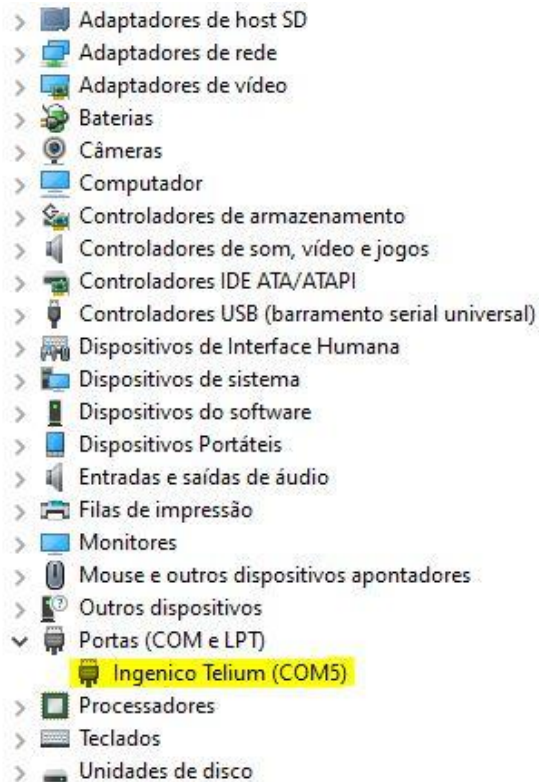 Adaptadores de host SD
Adaptadores de rede
Adaptadores de vídeo
Baterias
Câmeras
Computador
Controladores de armazenamento
Controladores de som, vídeo e jogos
Controladores IDE ATA/ATAPI
Controladores USB (barramento serial universal)
Dispositivos de Interface Humana
Dispositivos de sistema
Dispositivos do software
Dispositivos Portáteis
Entradas e saídas de áudio
Filas de impressão
Monitores
Mouse e outros dispositivos apontadores
Outros dispositivos
Portas (COM e LPT)
Ingenico Telium (COM5)
Processadores
Teclados
Unidades de disco